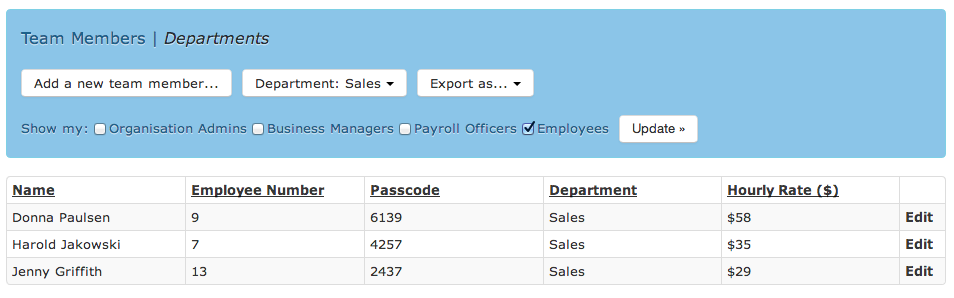 Team Members | Departments
Add a new team member... Department: Sales Export as...
Show my: Organisation Admins Business Managers Payroll Officers Employees Update »
Name Employee Number Passcode Department Hourly Rate ($)
Donna Paulsen 9 6139 Sales $58 Edit
Harold Jakowski 7 4257 Sales $35 Edit
Jenny Griffith 13 2437 Sales $29 Edit